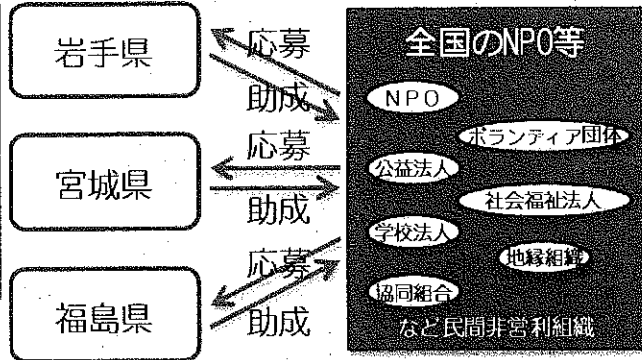 岩手県
応募
助成
宮城県
応募
助成
福島県
応募
助成
全国のNPO等
NPO
ボランティア団体
公益法人
社会福祉法人
学校法人
地縁組織
協同組合
など民間非営利組織